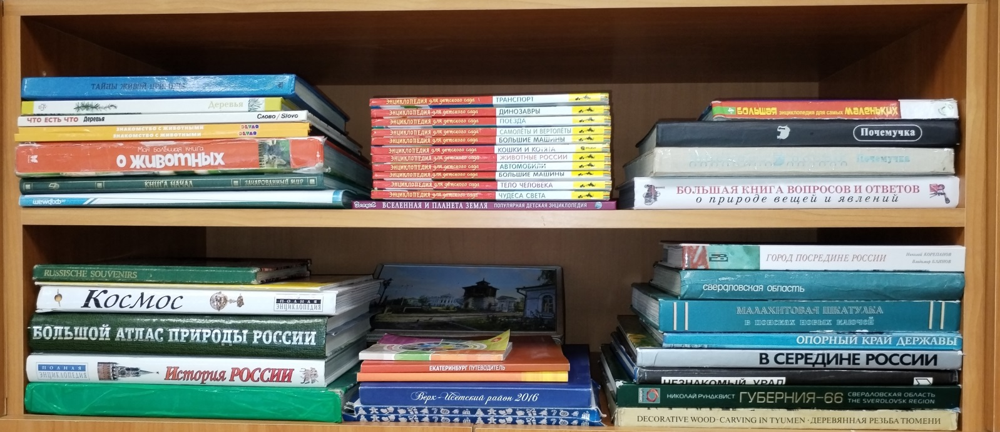 ТАЙНЫ ЖИВОЙ ПРИРОДЫ
Деревья
ЧТО ЕСТЬ ЧТО Деревья Слово / Slovo
ЗНАКОМСТВО С ЖИВОТНЫМИ DEVAR
ЗНАКОМСТВО С ЖИВОТНЫМИ DEVAR
Моя большая книга
О ЖИВОТНЫХ
КНИГА НАЧАЛ ЗАЧАРОВАННЫЙ МИР
ЭНЦИКЛОПЕДИЯ для детского сада ТРАНСПОРТ
ЭНЦИКЛОПЕДИЯ для детского сада ДИНОЗАВРЫ
ЭНЦИКЛОПЕДИЯ для детского сада ПОЕЗДА
ЭНЦИКЛОПЕДИЯ для детского сада САМОЛЁТЫ И ВЕРТОЛЁТЫ
ЭНЦИКЛОПЕДИЯ для детского сада БОЛЬШИЕ МАШИНЫ
ЭНЦИКЛОПЕДИЯ для детского сада КОШКИ И КОТЯТА
ЭНЦИКЛОПЕДИЯ для детского сада ЖИВОТНЫЕ РОССИИ
ЭНЦИКЛОПЕДИЯ для детского сада АВТОМОБИЛИ
ЭНЦИКЛОПЕДИЯ для детского сада БОЛЬШИЕ МАШИНЫ
ЭНЦИКЛОПЕДИЯ для детского сада ТЕЛО ЧЕЛОВЕКА
ЭНЦИКЛОПЕДИЯ для детского сада ЧУДЕСА СВЕТА
ВСЕЛЕННАЯ И ПЛАНЕТА ЗЕМЛЯ ПОПУЛЯРНАЯ ДЕТСКАЯ ЭНЦИКЛОПЕДИЯ
БОЛЬШАЯ энциклопедия для самых маленьких
Почемучка
Почемучка
БОЛЬШАЯ КНИГА ВОПРОСОВ И ОТВЕТОВ
о природе вещей и явлений
RUSSISCHE SOUVENIRS
КОСМОС ПОЛНАЯ ЭНЦИКЛОПЕДИЯ
БОЛЬШОЙ АТЛАС ПРИРОДЫ РОССИИ
ПОЛНАЯ ЭНЦИКЛОПЕДИЯ История РОССИИ
ЕКАТЕРИНБУРГ ПУТЕВОДИТЕЛЬ
Верх-Исетский район 2016
ГОРОД ПОСРЕДИНЕ РОССИИ Николай КОРЕПАНОВ
Владимир БЛИНОВ
СВЕРДЛОВСКАЯ ОБЛАСТЬ
МАЛАХИТОВАЯ ШКАТУЛКА
В ПОИСКАХ НОВЫХ КЛЮЧЕЙ
ОПОРНЫЙ КРАЙ ДЕРЖАВЫ
В СЕРЕДИНЕ РОССИИ
НЕЗНАКОМЫЙ УРАЛ
НИКОЛАЙ РУНДКВИСТ ГУБЕРНИЯ–66 СВЕРДЛОВСКАЯ ОБЛАСТЬ
THE SVERDLOVSK REGION
DECORATIVE WOOD-CARVING IN TYUMEN · ДЕРЕВЯННАЯ РЕЗЬБА ТЮМЕНИ